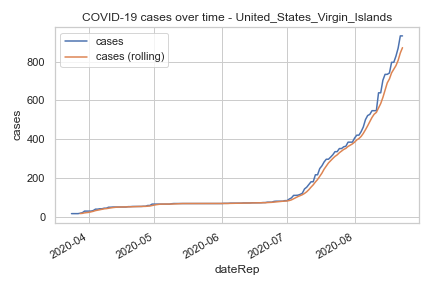 COVID-19 cases over time - United_States_Virgin_Islands
cases
cases (rolling)
cases
800
600
400
200
0
2020-04
2020-05
2020-06
2020-07
2020-08
dateRep